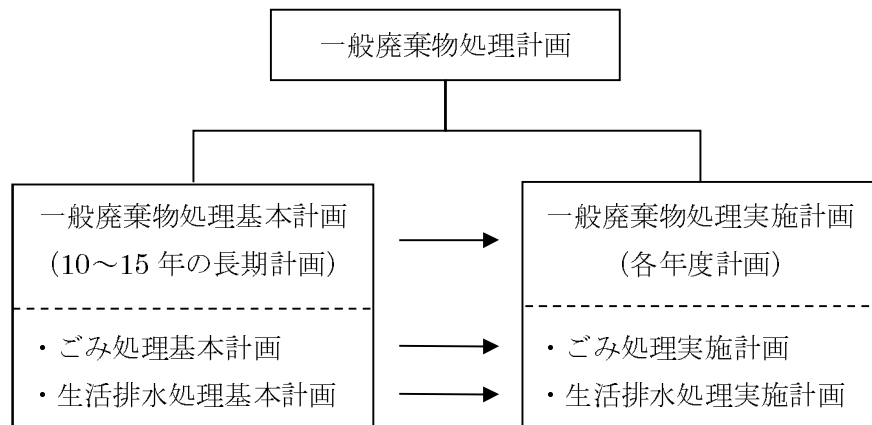 一般廃棄物処理計画
一般廃棄物処理基本計画
(10～15 年の長期計画)
・ごみ処理基本計画
・生活排水処理基本計画
一般廃棄物処理実施計画
(各年度計画)
・ごみ処理実施計画
・生活排水処理実施計画